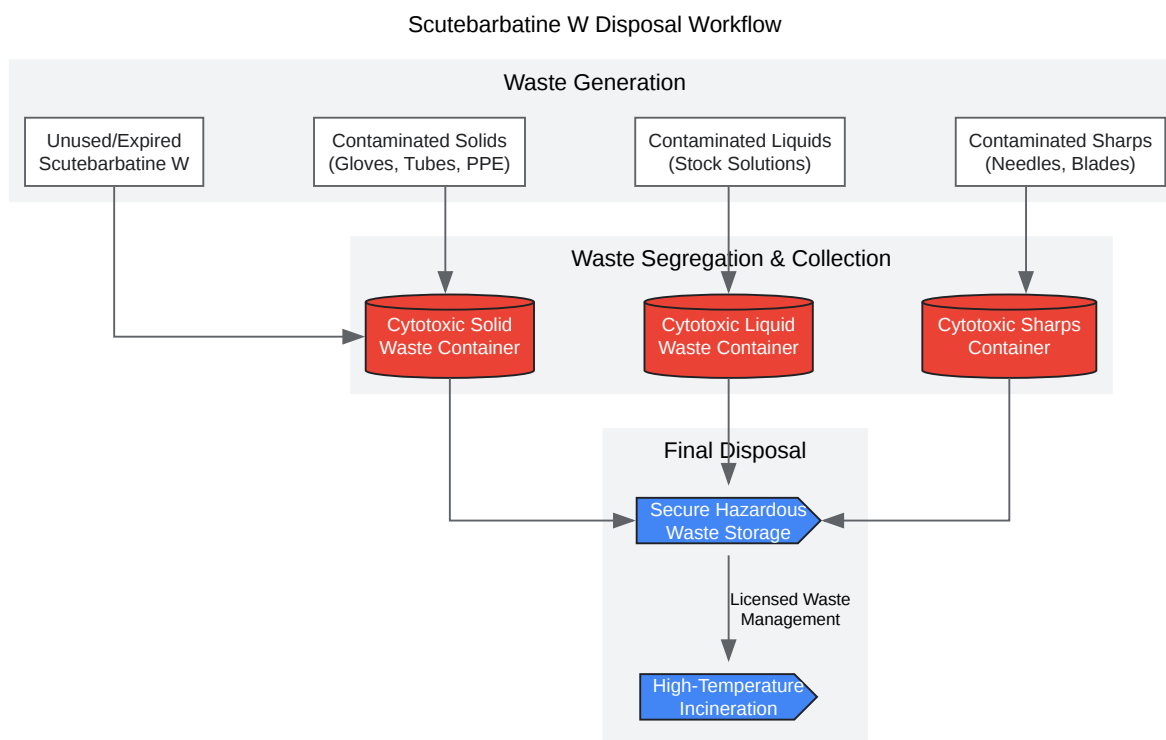 Scutebarbatine W Disposal Workflow
Waste Generation
Unused/Expired
Scutebarbatine W
Contaminated Solids
(Gloves, Tubes, PPE)
Contaminated Liquids
(Stock Solutions)
Contaminated Sharps
(Needles, Blades)
Waste Segregation & Collection
Cytotoxic Solid
Waste Container
Cytotoxic Liquid
Waste Container
Cytotoxic Sharps
Container
Final Disposal
Secure Hazardous
Waste Storage
Licensed Waste
Management
High-Temperature
Incineration